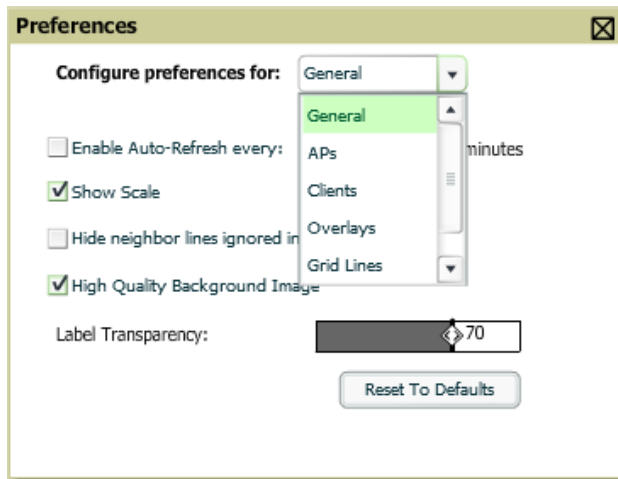 Preferences
Configure preferences for: General
General
Enable Auto-Refresh every: minutes
APs
Show Scale
Clients
Hide neighbor lines ignored in
Overlays
Grid Lines
High Quality Background Image
Label Transparency: 70
Reset To Defaults